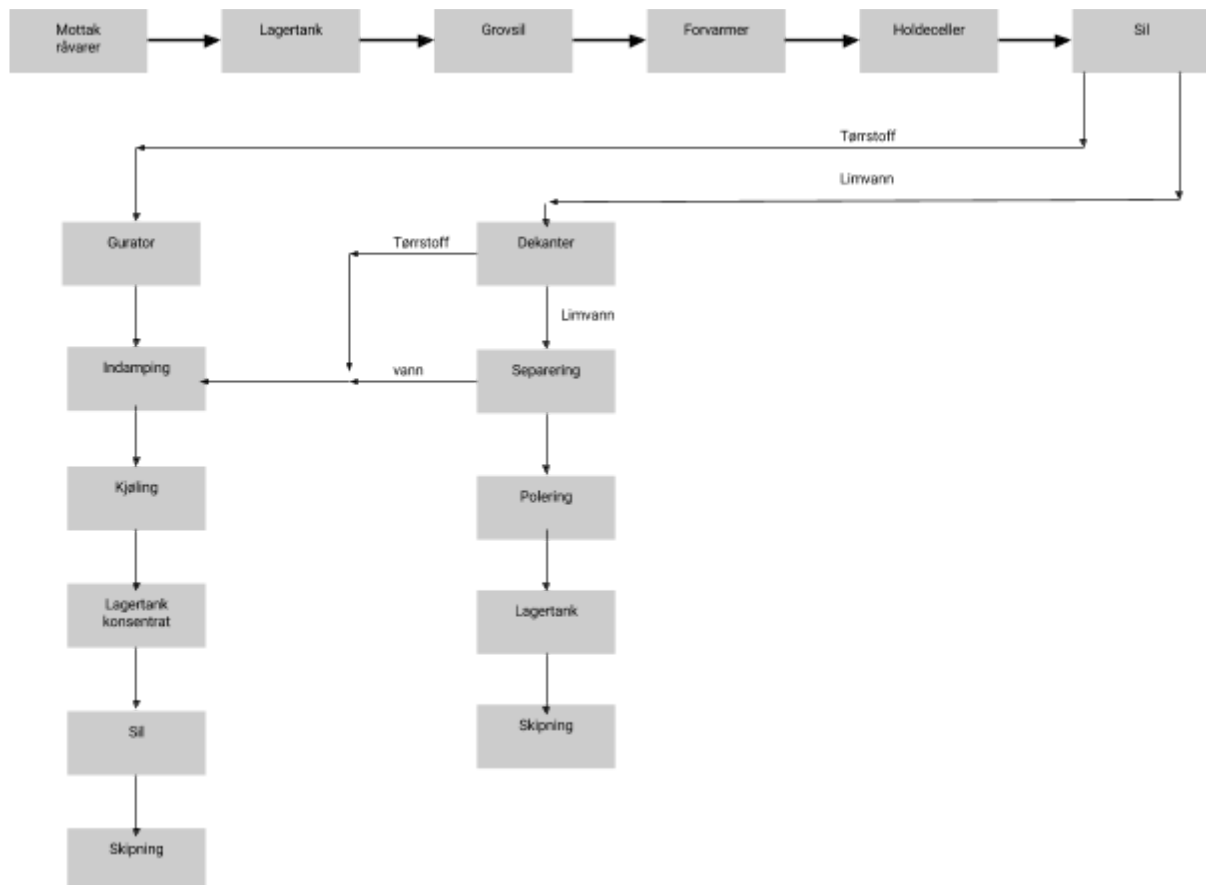 Mottak
råvarer
Lagertank
Grovsil
Forvarmer
Holdeceller
Sil
Tørrstoff
Limvann
Gurator
Tørrstoff
Dekanter
Limvann
Indamping
vann
Separering
Kjøling
Polering
Lagertank
konsentrat
Lagertank
Sil
Skipning
Skipning